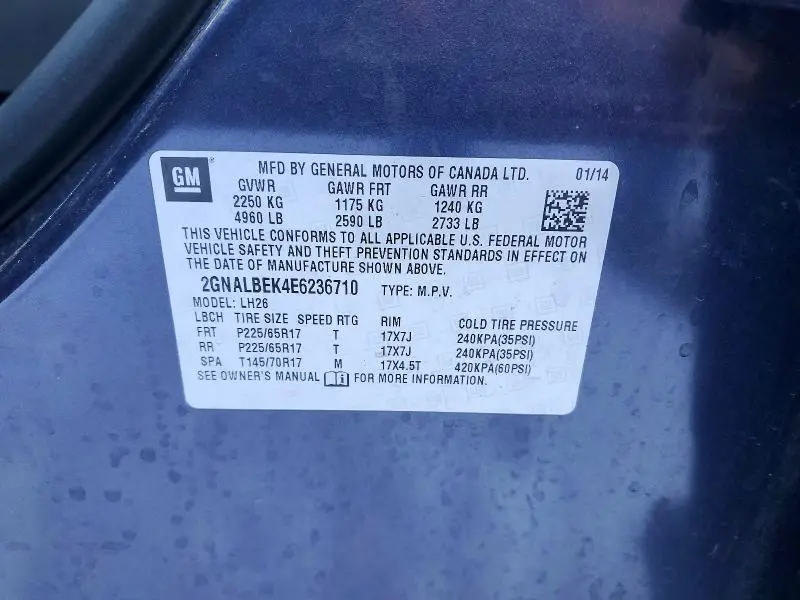 GM
MFD BY GENERAL MOTORS OF CANADA LTD. 01/14
GVWR GAWR FRT GAWR RR
2250 KG 1175 KG 1240 KG
4960 LB 2590 LB 2733 LB
THIS VEHICLE CONFORMS TO ALL APPLICABLE U.S. FEDERAL MOTOR
VEHICLE SAFETY AND THEFT PREVENTION STANDARDS IN EFFECT ON
THE DATE OF MANUFACTURE SHOWN ABOVE.
2GNALBEK4E6236710 TYPE: M.P.V.
MODEL: LH26
LBCH TIRE SIZE SPEED RTG RIM COLD TIRE PRESSURE
FRT P225/65R17 T 17X7J 240KPA(35PSI)
RR P225/65R17 T 17X7J 240KPA(35PSI)
SPA T145/70R17 M 17X4.5T 420KPA(60PSI)
SEE OWNER'S MANUAL FOR MORE INFORMATION.